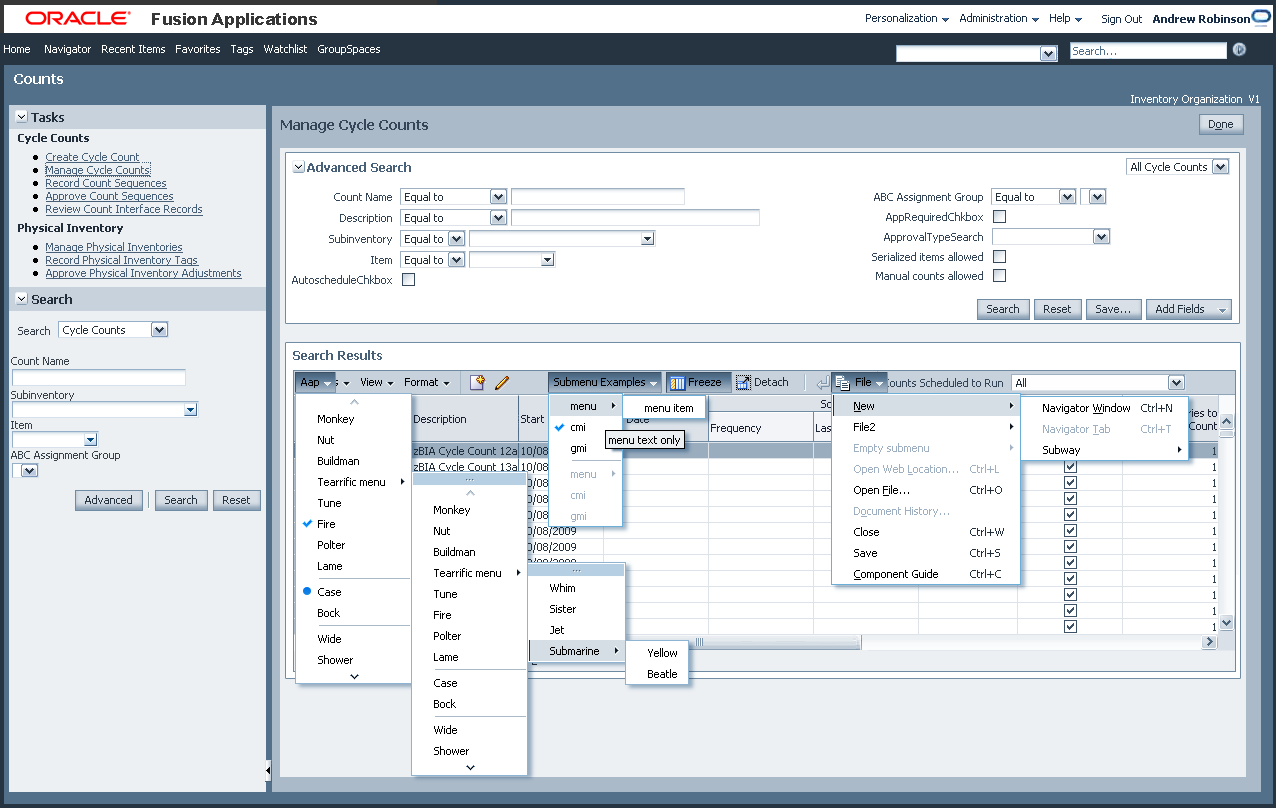 ORACLE® Fusion Applications
Personalization Administration Help Sign Out Andrew Robinson
Home Navigator Recent Items Favorites Tags Watchlist GroupSpaces
Search...
Counts
Inventory Organization V1
Tasks
Cycle Counts
Create Cycle Count
Manage Cycle Counts
Record Count Sequences
Approve Count Sequences
Review Count Interface Records
Physical Inventory
Manage Physical Inventories
Record Physical Inventory Tags
Approve Physical Inventory Adjustments
Search
Search Cycle Counts
Count Name
Subinventory
Item
ABC Assignment Group
Advanced Search Reset
Manage Cycle Counts
Done
Advanced Search
All Cycle Counts
Count Name Equal to
Description Equal to
Subinventory Equal to
Item Equal to
AutoscheduleChkbox
ABC Assignment Group Equal to
AppRequiredChkbox
ApprovalTypeSearch
Serialized items allowed
Manual counts allowed
Search Reset Save... Add Fields
Search Results
Aap s View Format Submenu Examples Freeze Detach File Counts Scheduled to Run All
Description Start Date Frequency Las Sc ies to Count
zBIA Cycle Count 12a 10/08
zBIA Cycle Count 13a 10/08
0/08
0/08
0/08/2009
0/08/2009
1
1
1
1
1
1
1
1
1
1
1
1
Monkey
Nut
Buildman
Tearrific menu
Tune
Fire
Polter
Lame
Case
Bock
Wide
Shower
...
Monkey
Nut
Buildman
Tearrific menu
Tune
Fire
Polter
Lame
Case
Bock
Wide
Shower
...
Whim
Sister
Jet
Submarine
Yellow
Beatle
menu
cmi
gmi
menu
cmi
gmi
menu item
menu text only
New
File2
Empty submenu
Open Web Location... Ctrl+L
Open File... Ctrl+O
Document History...
Close Ctrl+W
Save Ctrl+S
Component Guide Ctrl+C
Navigator Window Ctrl+N
Navigator Tab Ctrl+T
Subway